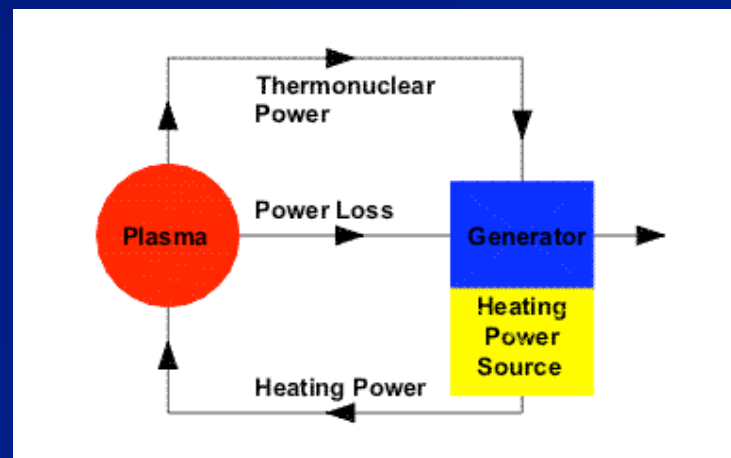 Thermonuclear
Power
Power Loss
Plasma
Generator
Heating
Power
Source
Heating Power